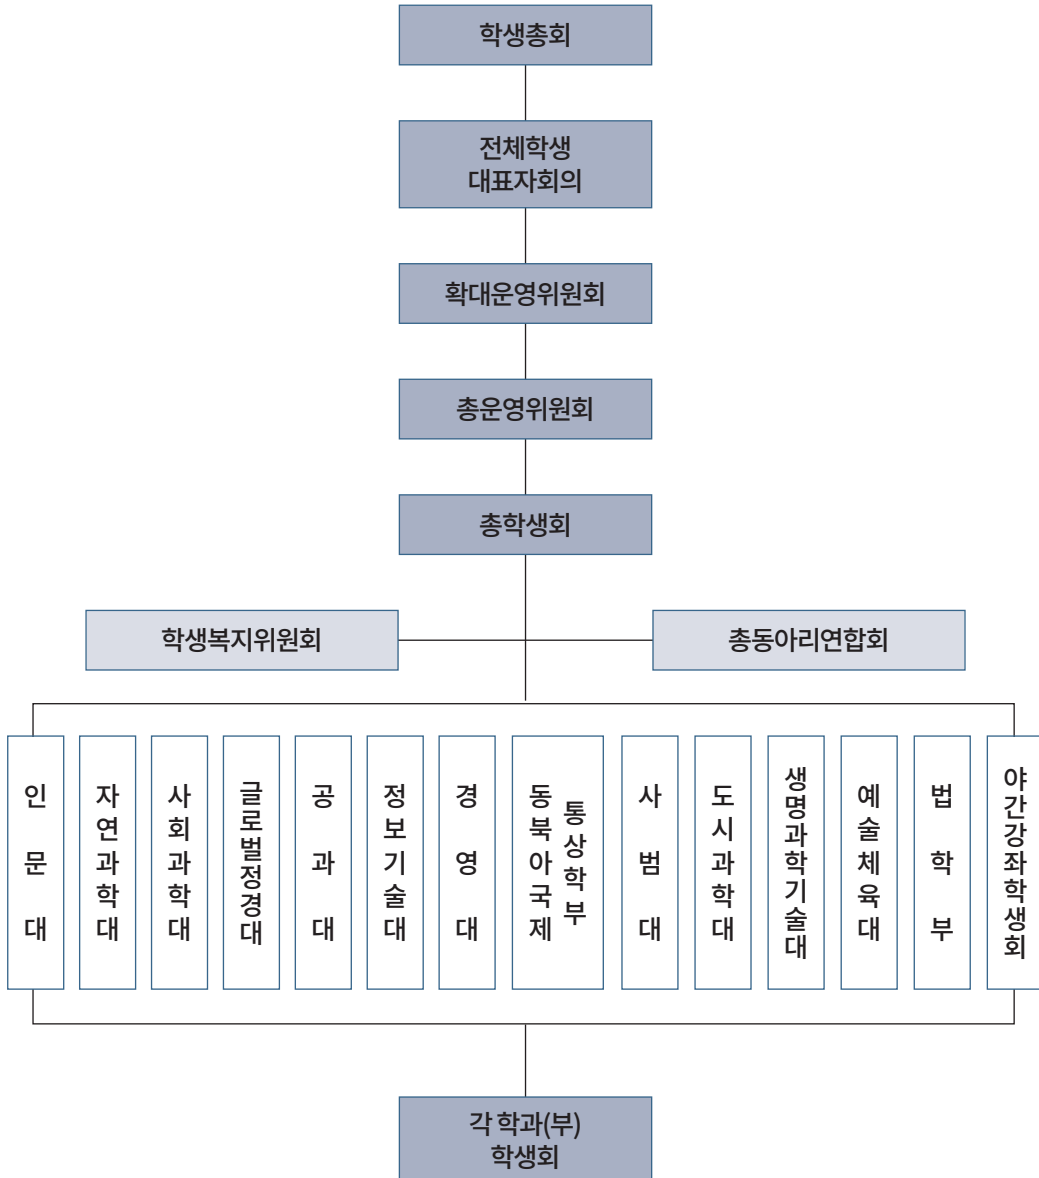 학생총회
전체학생
대표자회의
확대운영위원회
총운영위원회
총학생회
학생복지위원회
총동아리연합회
인문대
자연과학대
사회과학대
글로벌정경대
공과대
정보기술대
경영대
동북아국제
통상학부
사범대
도시과학대
생명과학기술대
예술체육대
법학부
야간강좌학생회
각 학과(부)
학생회